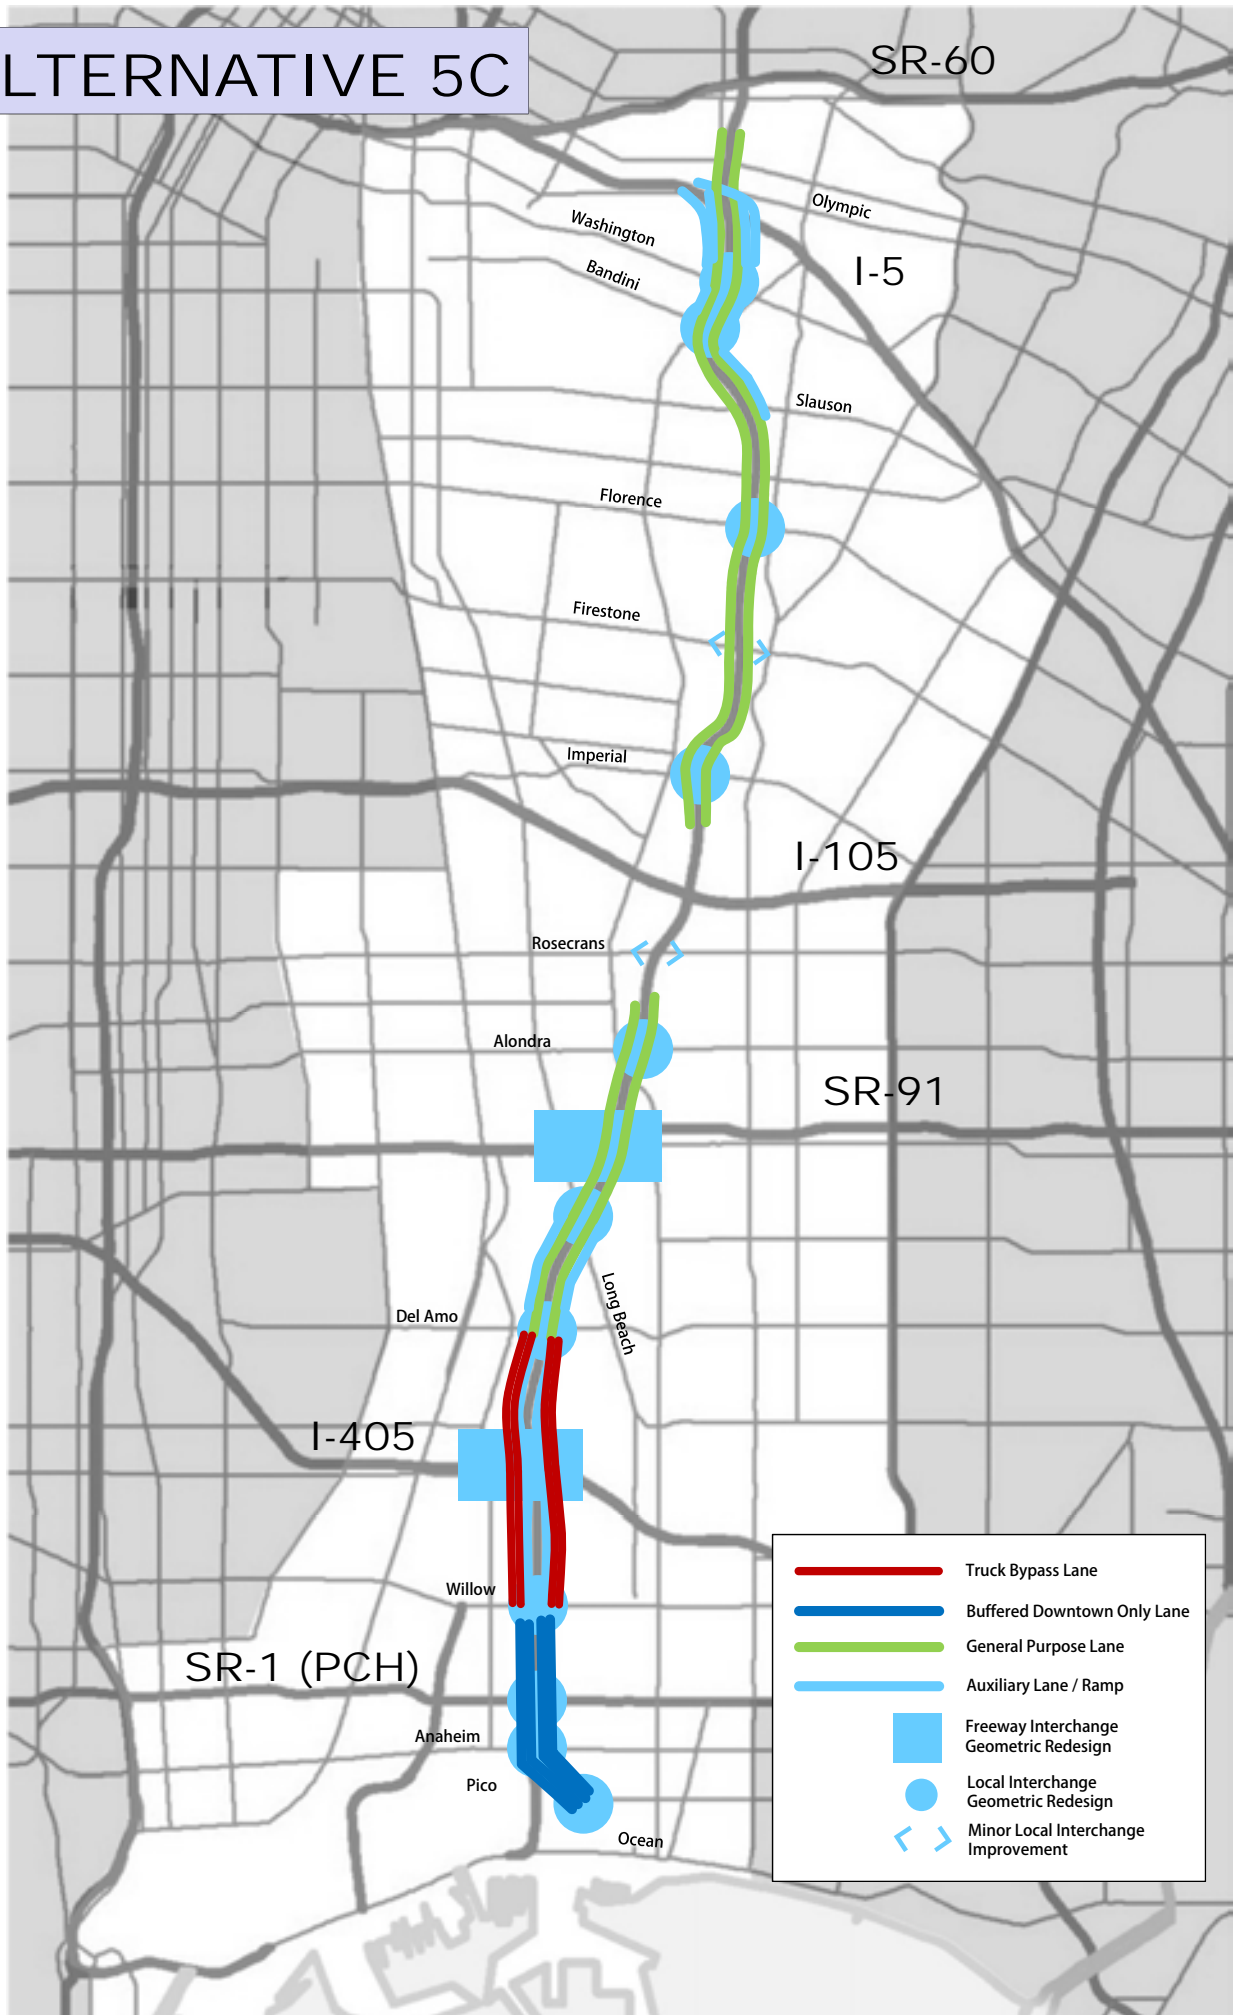 LTERNATIVE 5C
SR-60
Olympic
Washington
I-5
Bandini
Slauson
Florence
Firestone
Imperial
I-105
Rosecrans
Alondra
SR-91
Long Beach
Del Amo
I-405
Willow
SR-1 (PCH)
Anaheim
Pico
Ocean
Truck Bypass Lane
Buffered Downtown Only Lane
General Purpose Lane
Auxiliary Lane / Ramp
Freeway Interchange
Geometric Redesign
Local Interchange
Geometric Redesign
Minor Local Interchange
Improvement